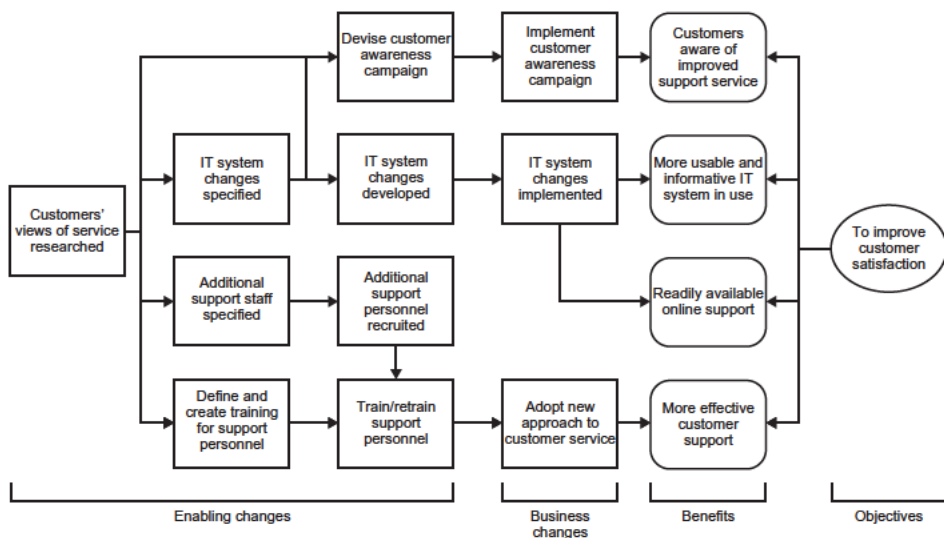 Devise customer
awareness
campaign
Implement
customer
awareness
campaign
Customers
aware of
improved
support service
IT system
changes
specified
IT system
changes
developed
IT system
changes
implemented
More usable and
informative IT
system in use
Customers'
views of service
researched
To improve
customer
satisfaction
Additional
support staff
specified
Additional
support
personnel
recruited
Readily available
online support
Define and
create training
for support
personnel
Train/retrain
support
personnel
Adopt new
approach to
customer service
More effective
customer
support
Enabling changes
Business
changes
Benefits
Objectives